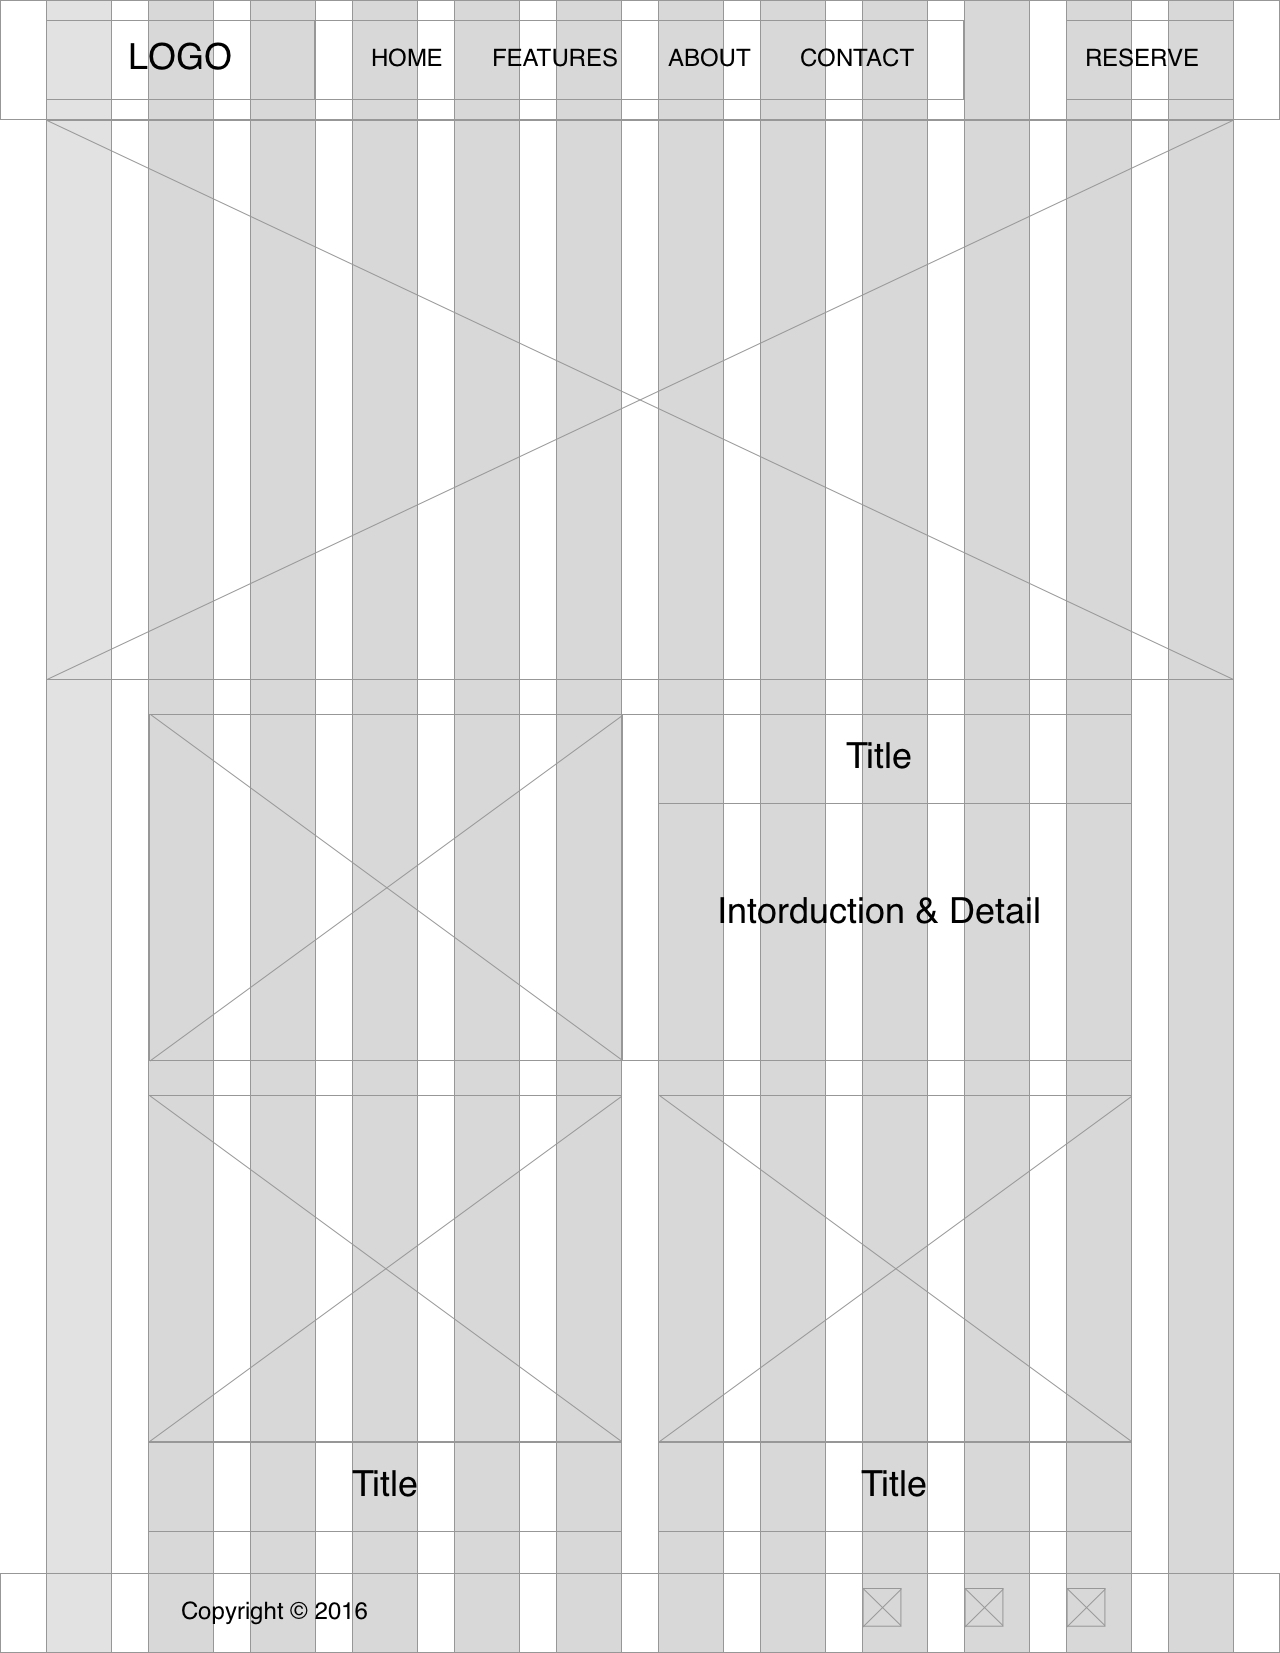 LOGO HOME FEATURES ABOUT CONTACT RESERVE
Title
Intorduction & Detail
Title Title
Copyright © 2016